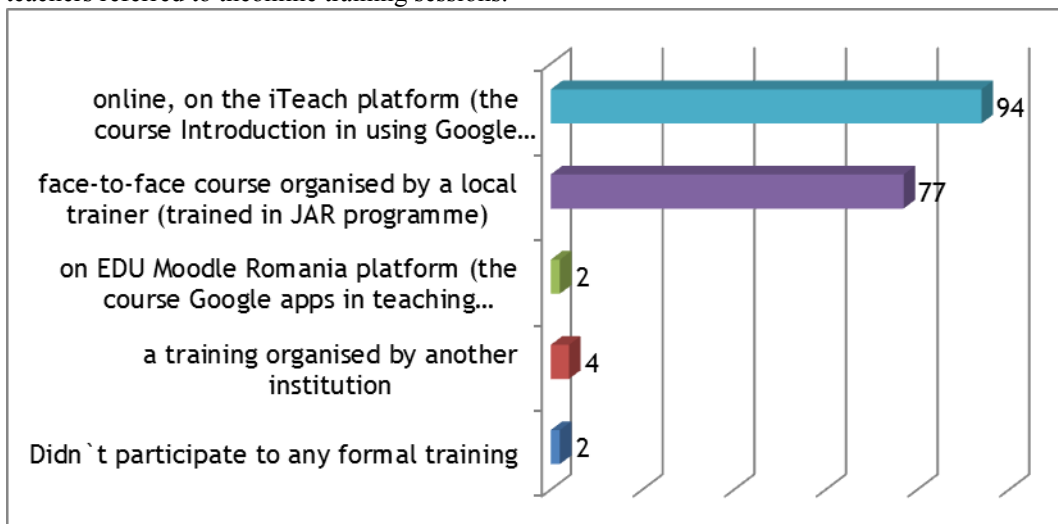 teachers referred to theonline training sessions.
online, on the iTeach platform (the
course Introduction in using Google...
94
face-to-face course organised by a local
trainer (trained in JAR programme)
77
on EDU Moodle Romania platform (the
course Google apps in teaching...
2
a training organised by another
institution
4
Didn`t participate to any formal training
2